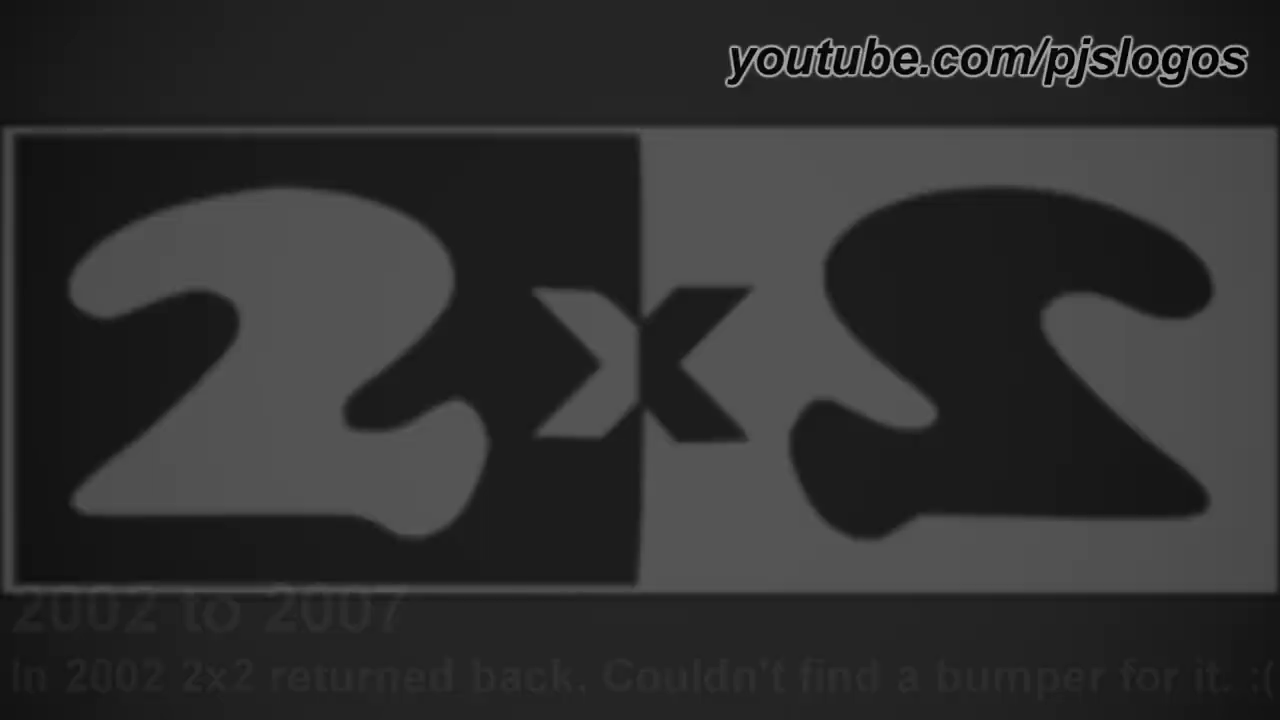 youtube.com/pjslogos
2x2
2002 to 2007
In 2002 2x2 returned back. Couldn't find a bumper for it. :(